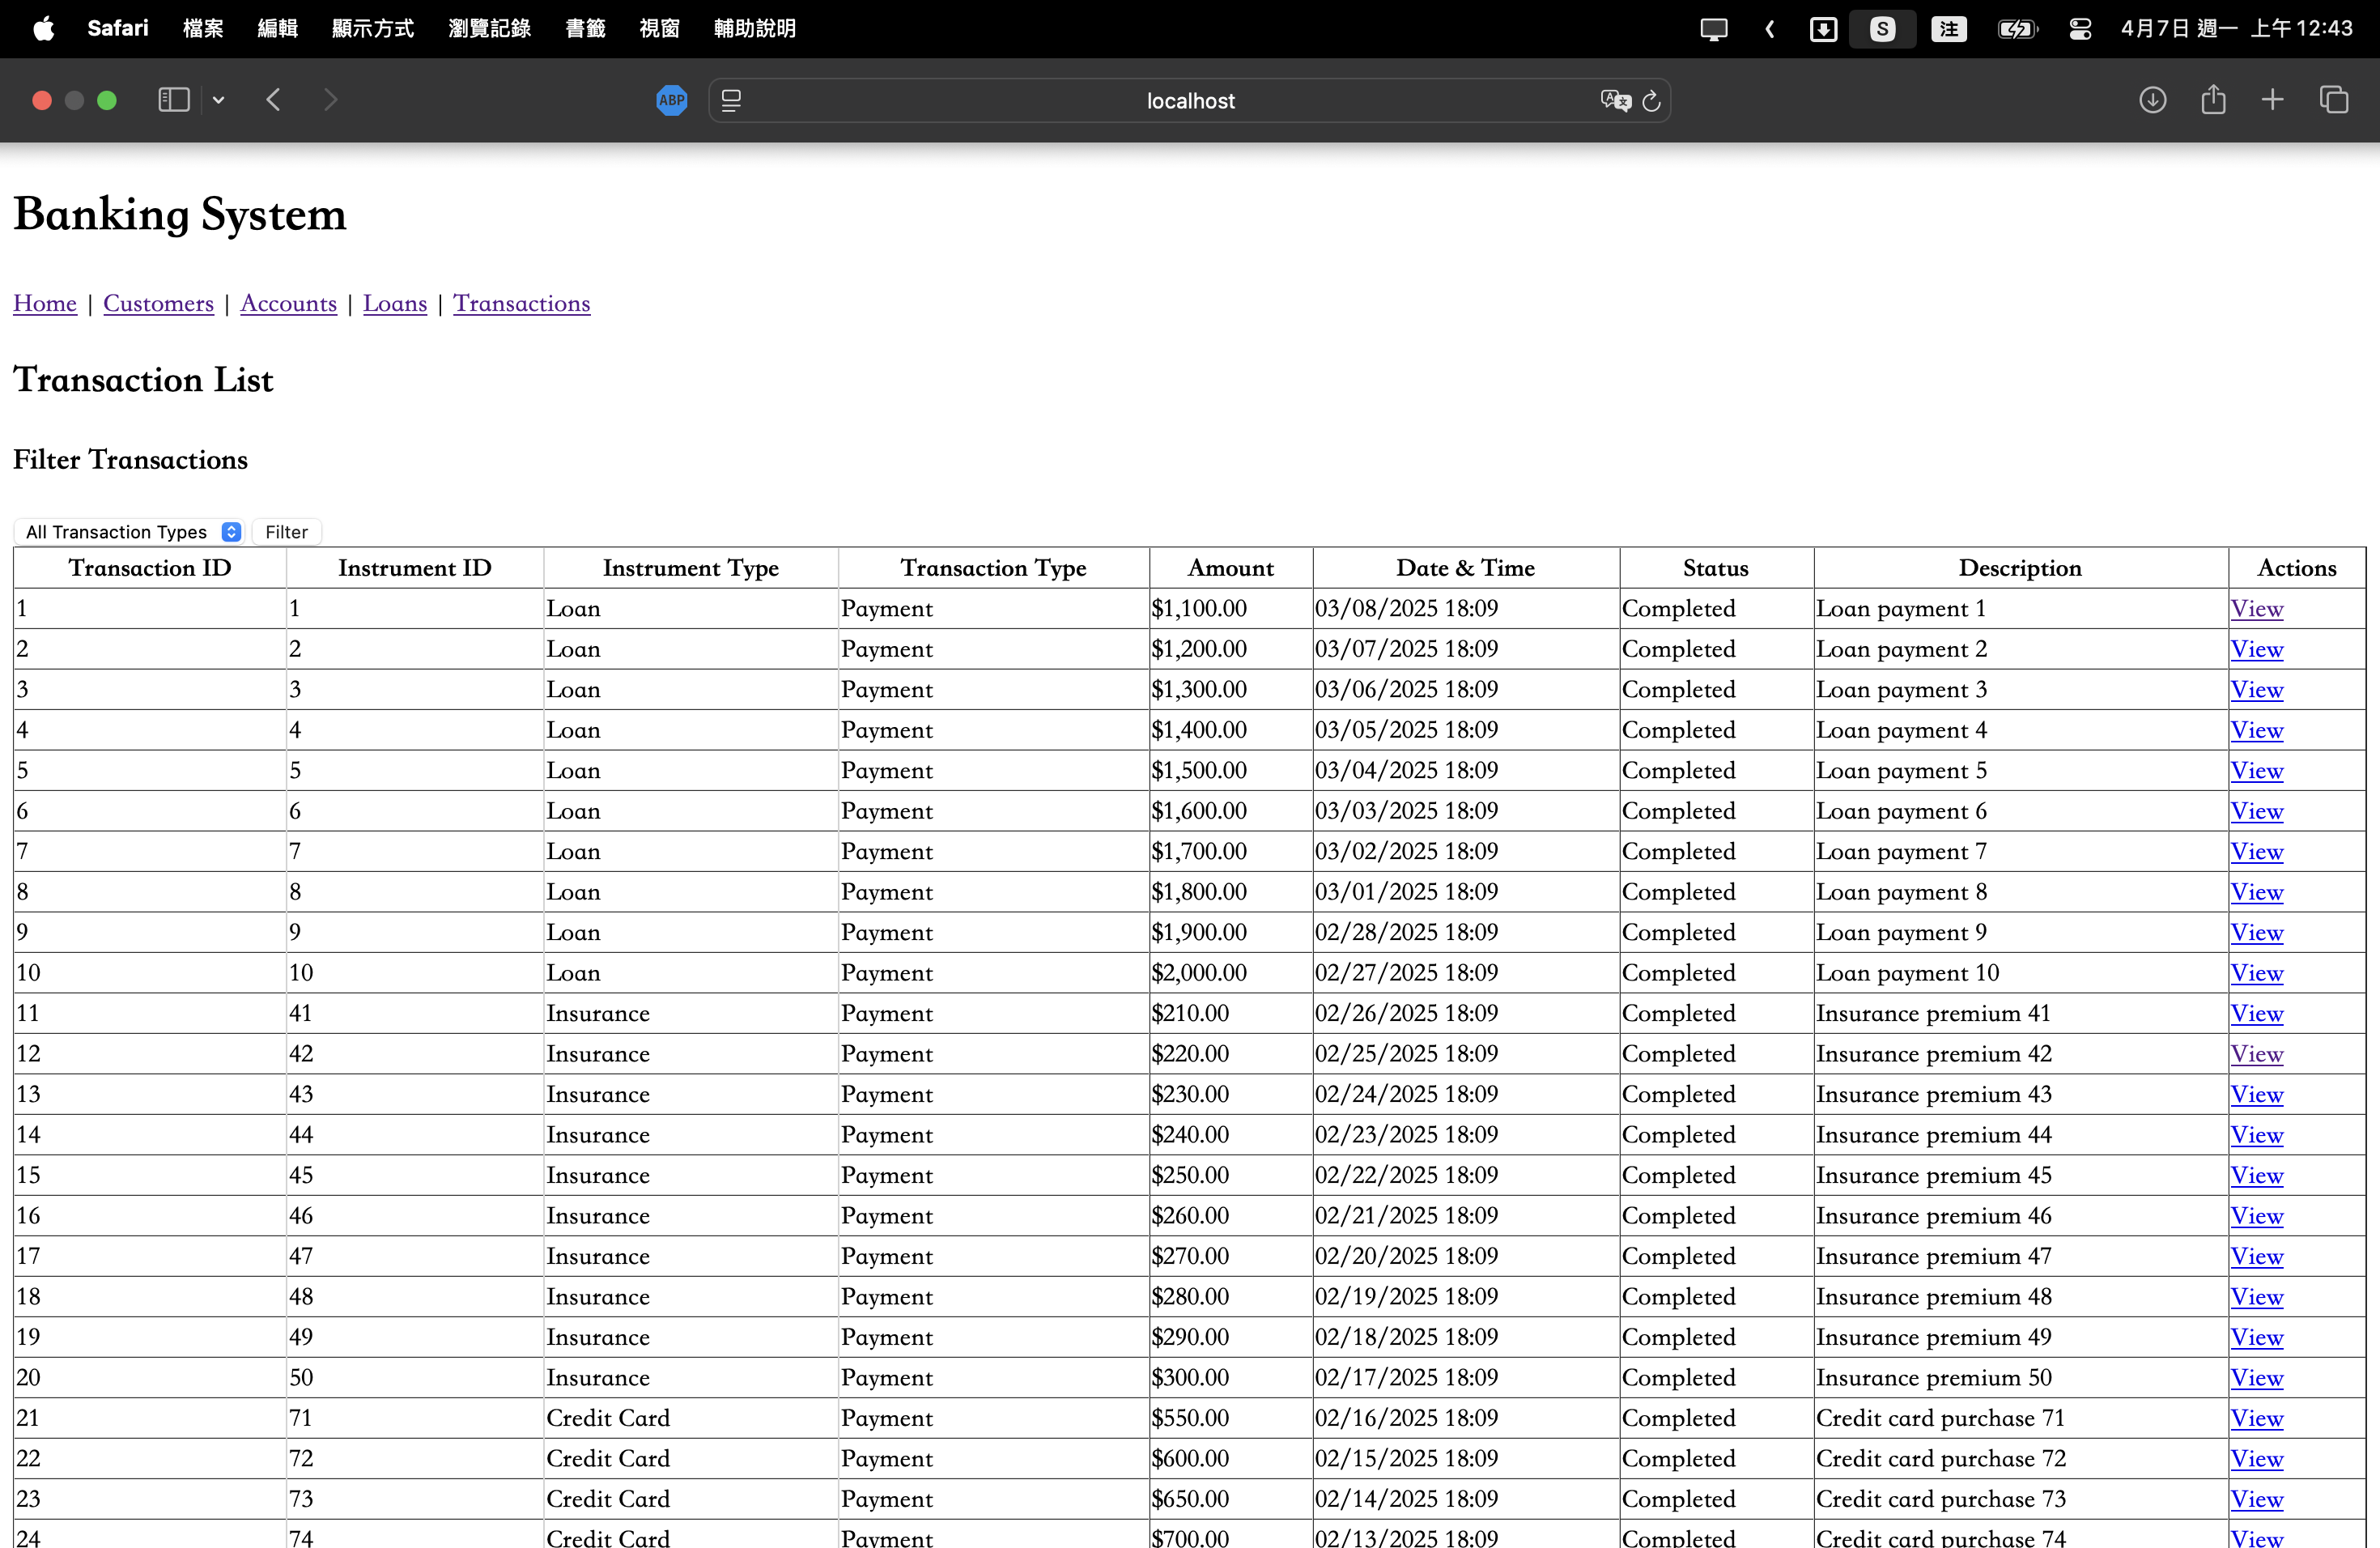 Safari 檔案 編輯 顯示方式 瀏覽記錄 書籤 視窗 輔助說明 S 注 4月7日 週一 上午12:43
ABP localhost
Banking System
Home | Customers | Accounts | Loans | Transactions
Transaction List
Filter Transactions
All Transaction Types Filter
Transaction ID Instrument ID Instrument Type Transaction Type Amount Date & Time Status Description Actions
1 1 Loan Payment $1,100.00 03/08/2025 18:09 Completed Loan payment 1 View
2 2 Loan Payment $1,200.00 03/07/2025 18:09 Completed Loan payment 2 View
3 3 Loan Payment $1,300.00 03/06/2025 18:09 Completed Loan payment 3 View
4 4 Loan Payment $1,400.00 03/05/2025 18:09 Completed Loan payment 4 View
5 5 Loan Payment $1,500.00 03/04/2025 18:09 Completed Loan payment 5 View
6 6 Loan Payment $1,600.00 03/03/2025 18:09 Completed Loan payment 6 View
7 7 Loan Payment $1,700.00 03/02/2025 18:09 Completed Loan payment 7 View
8 8 Loan Payment $1,800.00 03/01/2025 18:09 Completed Loan payment 8 View
9 9 Loan Payment $1,900.00 02/28/2025 18:09 Completed Loan payment 9 View
10 10 Loan Payment $2,000.00 02/27/2025 18:09 Completed Loan payment 10 View
11 41 Insurance Payment $210.00 02/26/2025 18:09 Completed Insurance premium 41 View
12 42 Insurance Payment $220.00 02/25/2025 18:09 Completed Insurance premium 42 View
13 43 Insurance Payment $230.00 02/24/2025 18:09 Completed Insurance premium 43 View
14 44 Insurance Payment $240.00 02/23/2025 18:09 Completed Insurance premium 44 View
15 45 Insurance Payment $250.00 02/22/2025 18:09 Completed Insurance premium 45 View
16 46 Insurance Payment $260.00 02/21/2025 18:09 Completed Insurance premium 46 View
17 47 Insurance Payment $270.00 02/20/2025 18:09 Completed Insurance premium 47 View
18 48 Insurance Payment $280.00 02/19/2025 18:09 Completed Insurance premium 48 View
19 49 Insurance Payment $290.00 02/18/2025 18:09 Completed Insurance premium 49 View
20 50 Insurance Payment $300.00 02/17/2025 18:09 Completed Insurance premium 50 View
21 71 Credit Card Payment $550.00 02/16/2025 18:09 Completed Credit card purchase 71 View
22 72 Credit Card Payment $600.00 02/15/2025 18:09 Completed Credit card purchase 72 View
23 73 Credit Card Payment $650.00 02/14/2025 18:09 Completed Credit card purchase 73 View
24 74 Credit Card Payment $700.00 02/13/2025 18:09 Completed Credit card purchase 74 View